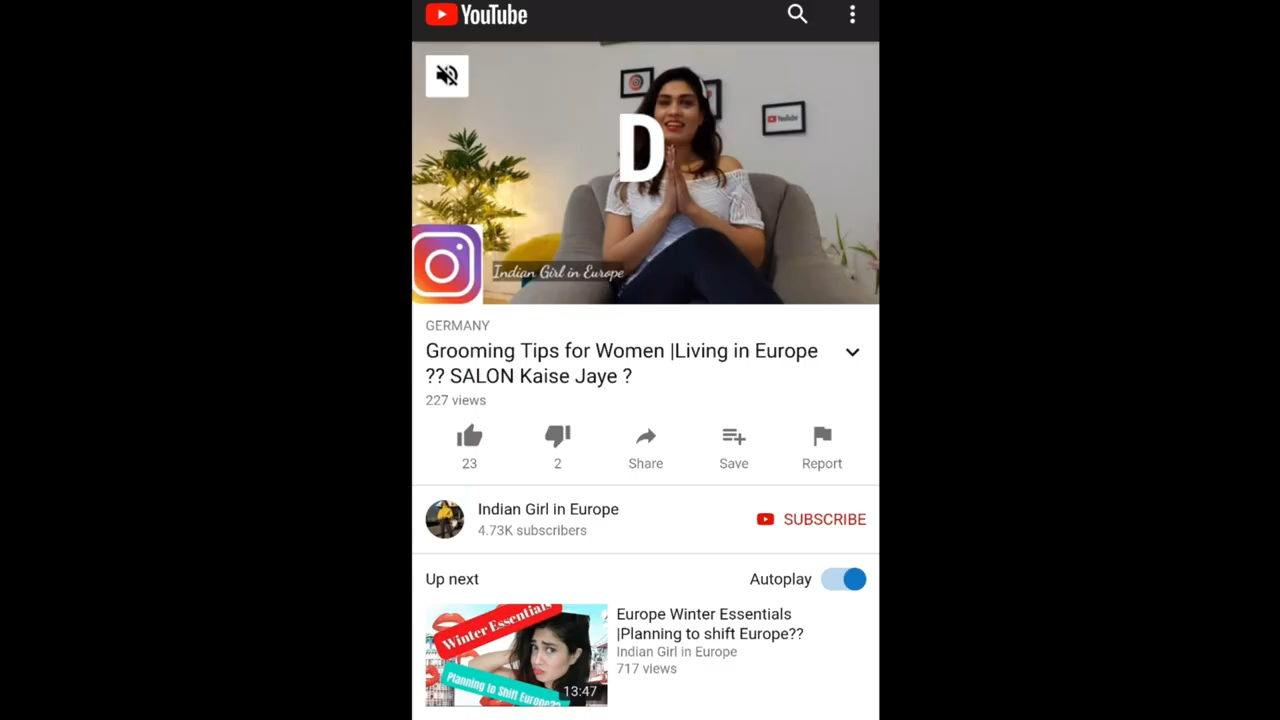 YouTube
YouTube
D
Indian Girl in Europe
GERMANY
Grooming Tips for Women |Living in Europe
?? SALON Kaise Jaye ?
227 views
23
2
Share
Save
Report
Indian Girl in Europe
4.73K subscribers
SUBSCRIBE
Up next
Autoplay
Winter Essentials
Planning to Shift Europe??
13:47
Europe Winter Essentials
|Planning to shift Europe??
Indian Girl in Europe
717 views